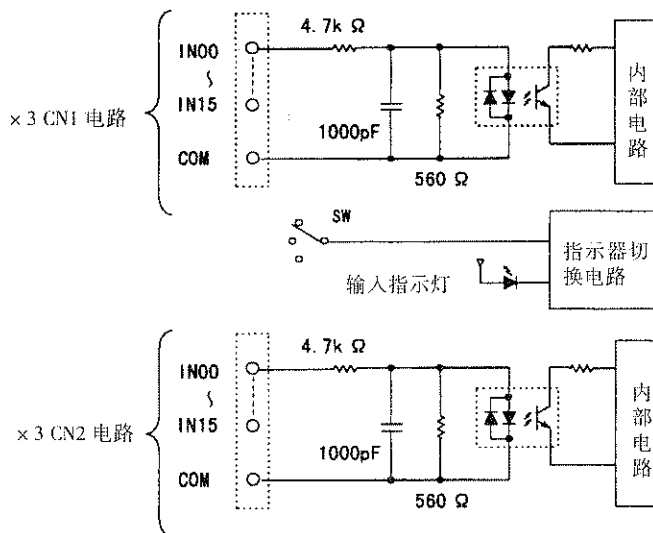 4.7k Ω
IN00
～
IN15
COM
× 3 CN1 电路
1000pF
560 Ω
内部电路
SW
输入指示灯
指示器切
换电路
4.7k Ω
IN00
～
IN15
COM
× 3 CN2 电路
1000pF
560 Ω
内部电路